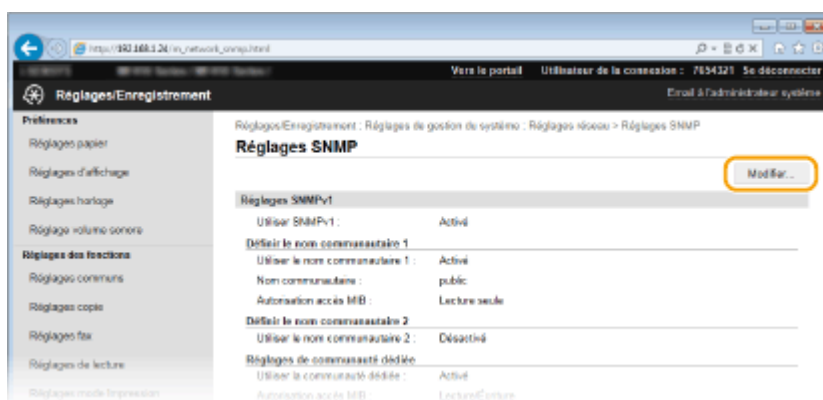 http://192.168.1.24/m_network_snmp.html
Vers le portail Utilisateur de la connexion : 7654321 Se déconnecter
Réglages/Enregistrement Email à l'administrateur système
Préférences
Réglages/Enregistrement : Réglages de gestion du système : Réglages réseau > Réglages SNMP
Réglages papier
Réglages SNMP
Réglages d'affichage
Modifier...
Réglages horloge
Réglages SNMPv1
Réglage volume sonore
Utiliser SNMPv1 : Activé
Définir le nom communautaire 1
Réglages des fonctions
Utiliser le nom communautaire 1 : Activé
Réglages communs
Nom communautaire : public
Autorisation accès MIB : Lecture seule
Réglages copie
Définir le nom communautaire 2
Réglages fax
Utiliser le nom communautaire 2 : Désactivé
Réglages de lecture
Réglages de communauté dédiée
Utiliser la communauté dédiée : Activé
Réglages mode Impression
Autorisation accès MIB : Lecture/Écriture